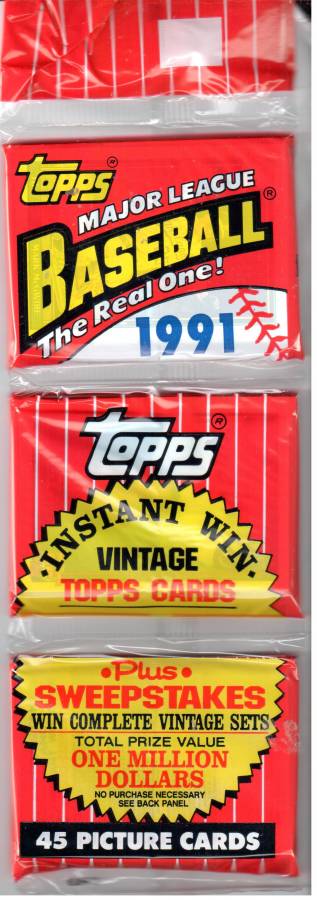 Topps®
MAJOR LEAGUE
BASEBALL®
The Real One!
1991
Topps®
•INSTANT WIN•
VINTAGE
TOPPS CARDS
•Plus•
SWEEPSTAKES
WIN COMPLETE VINTAGE SETS
TOTAL PRIZE VALUE
ONE MILLION
DOLLARS
NO PURCHASE NECESSARY
SEE BACK PANEL
45 PICTURE CARDS